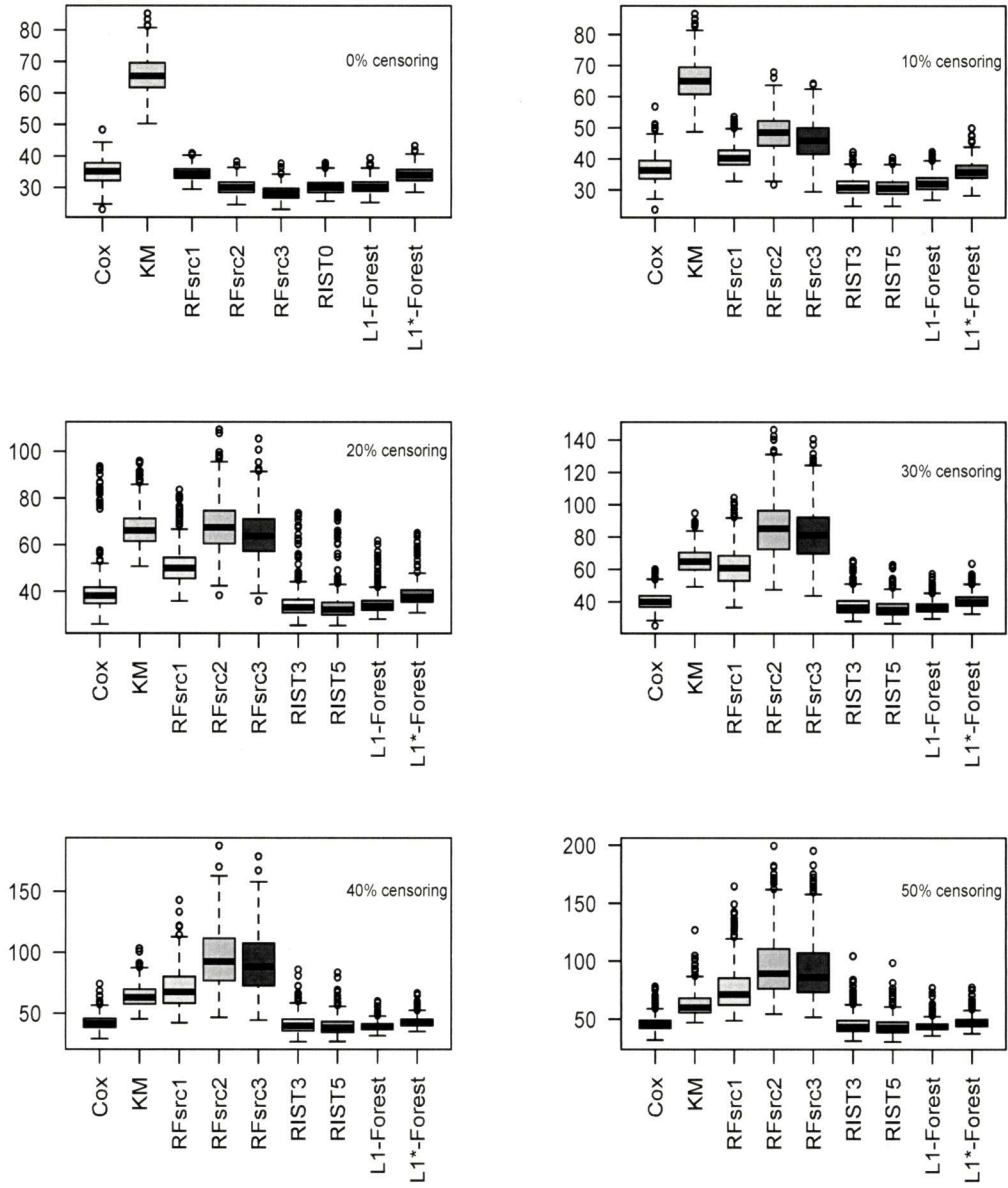 80
70
60
50
40
30
0% censoring
Cox
KM
RFsrc1
RFsrc2
RFsrc3
RIST0
L1-Forest
L1*-Forest
80
70
60
50
40
30
10% censoring
Cox
KM
RFsrc1
RFsrc2
RFsrc3
RIST3
RIST5
L1-Forest
L1*-Forest
100
80
60
40
20% censoring
Cox
KM
RFsrc1
RFsrc2
RFsrc3
RIST3
RIST5
L1-Forest
L1*-Forest
140
120
100
80
60
40
30% censoring
Cox
KM
RFsrc1
RFsrc2
RFsrc3
RIST3
RIST5
L1-Forest
L1*-Forest
150
100
50
40% censoring
Cox
KM
RFsrc1
RFsrc2
RFsrc3
RIST3
RIST5
L1-Forest
L1*-Forest
200
150
100
50
50% censoring
Cox
KM
RFsrc1
RFsrc2
RFsrc3
RIST3
RIST5
L1-Forest
L1*-Forest